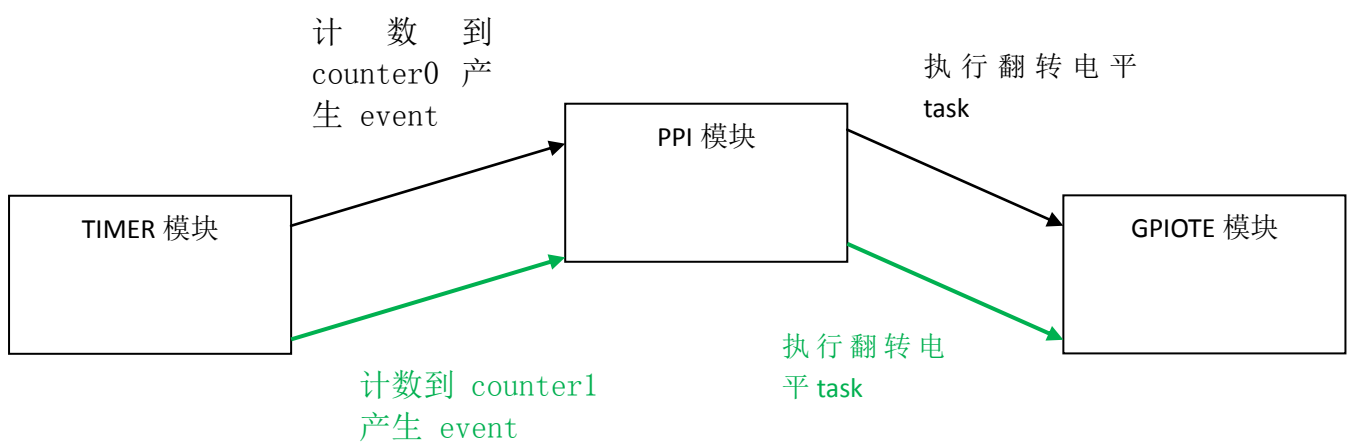 计数到
counter0 产
生 event
执行翻转电平
task
PPI 模块
TIMER 模块
GPIOTE 模块
执行翻转电
平 task
计数到 counter1
产生 event